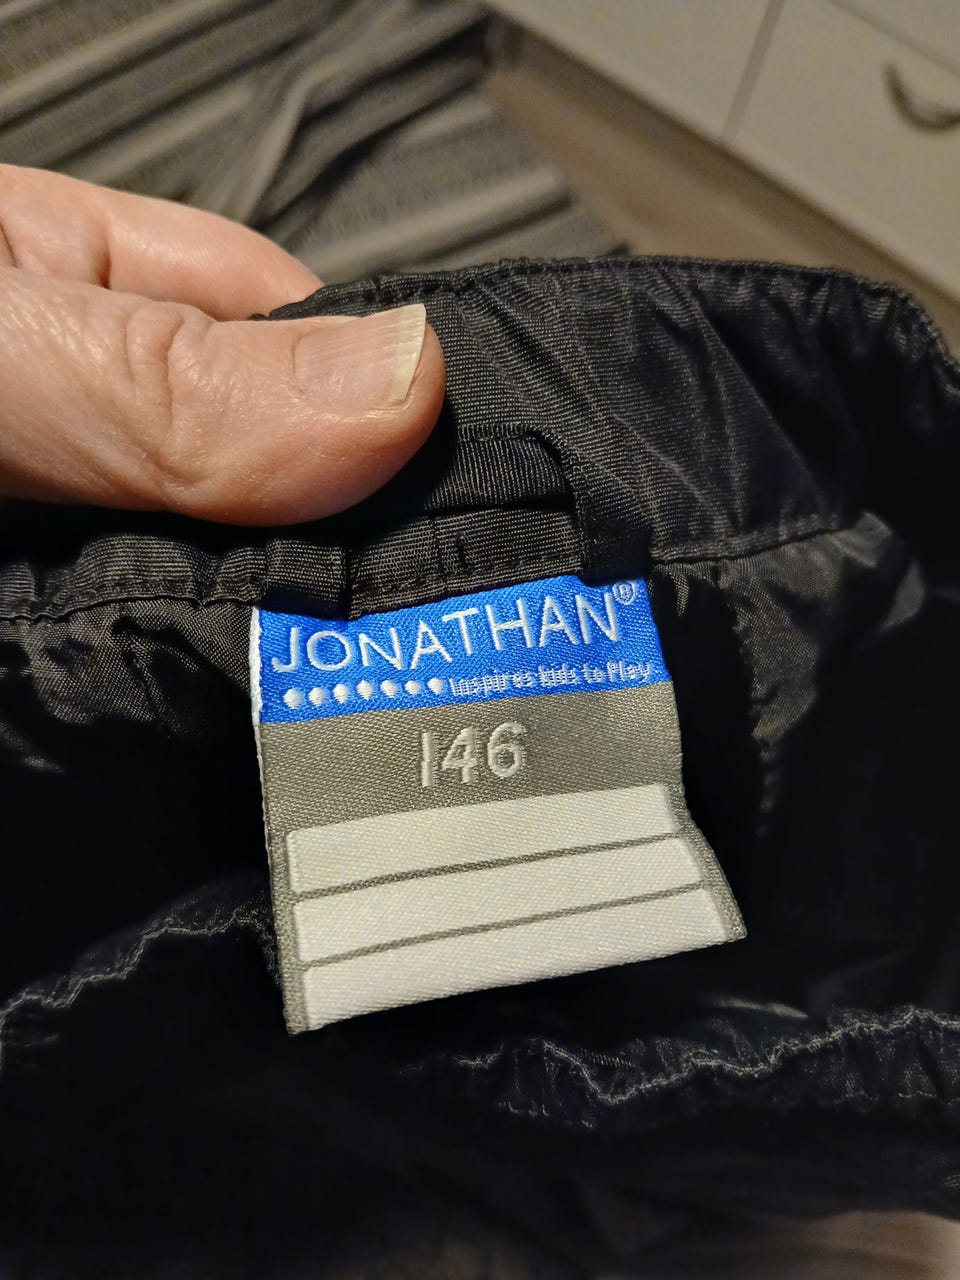 JONATHAN®
Inspires kids to Play
146